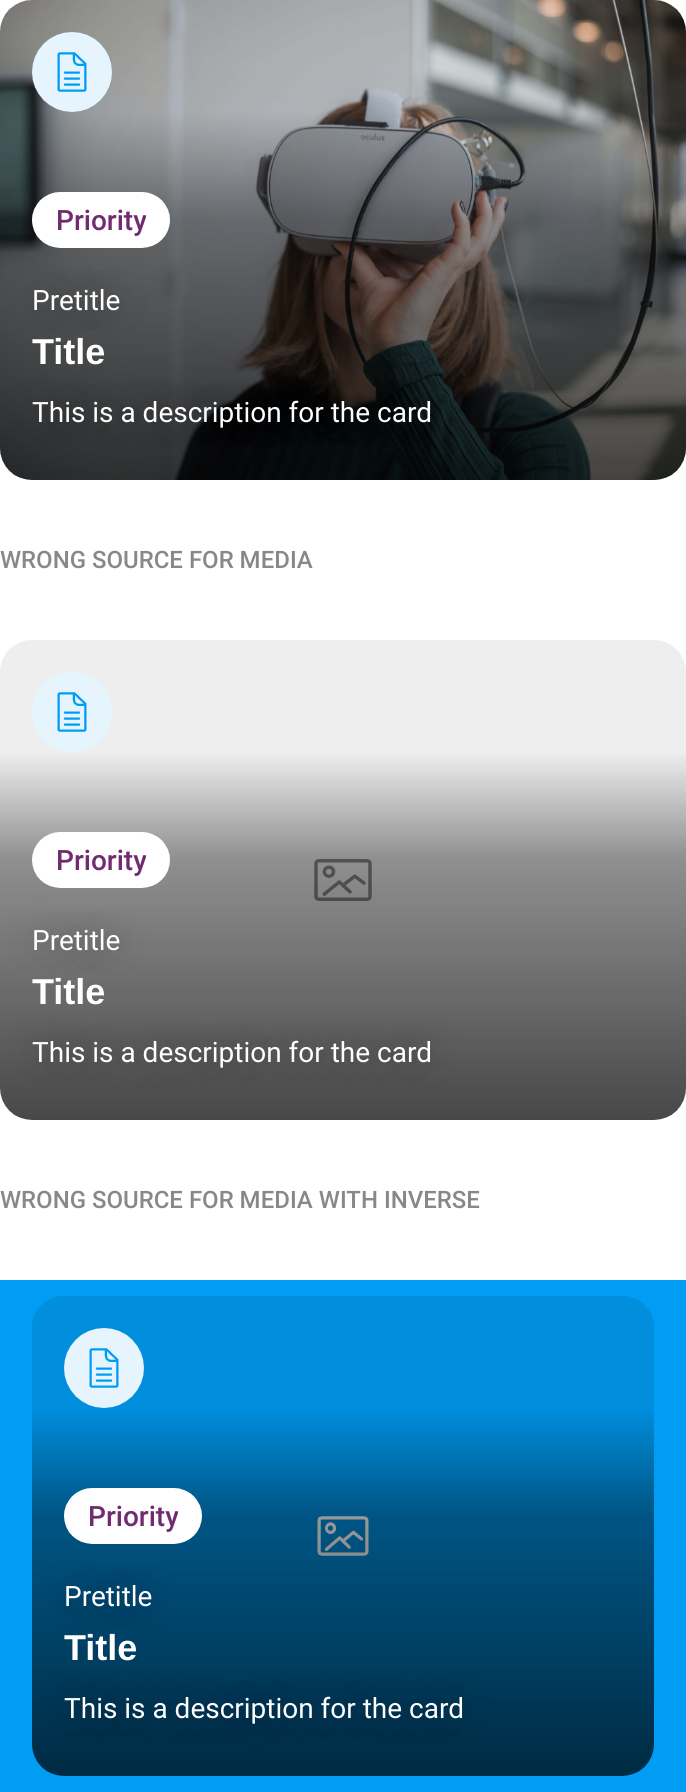 oculus
Priority
Pretitle
Title
This is a description for the card
WRONG SOURCE FOR MEDIA
Priority
Pretitle
Title
This is a description for the card
WRONG SOURCE FOR MEDIA WITH INVERSE
Priority
Pretitle
Title
This is a description for the card